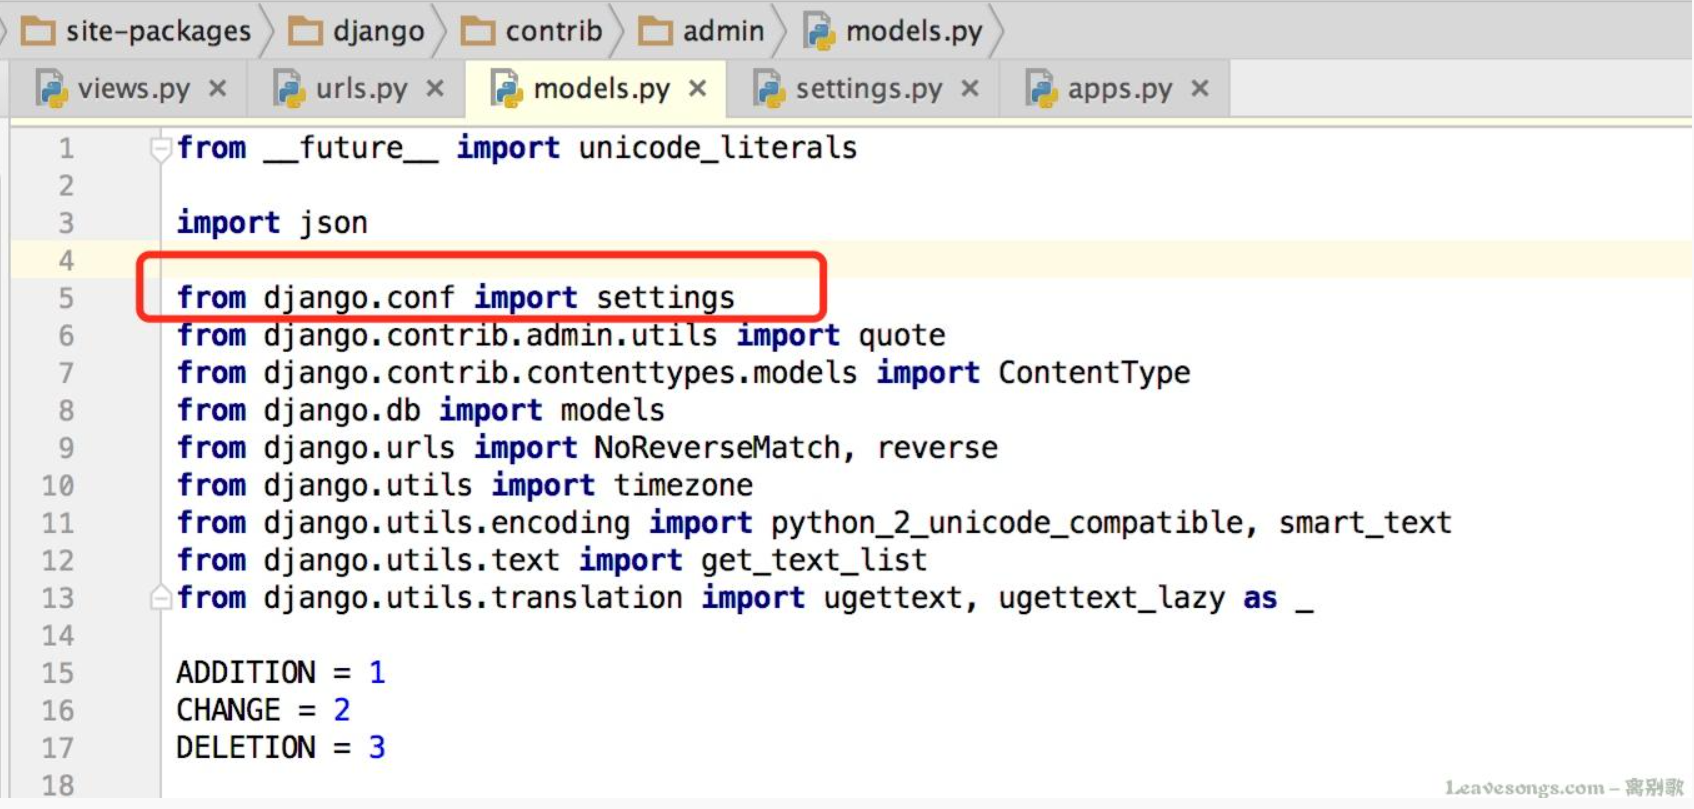 site-packages django contrib admin models.py
views.py × urls.py × models.py × settings.py × apps.py ×
1 from __future__ import unicode_literals
2
3 import json
4
5 from django.conf import settings
6 from django.contrib.admin.utils import quote
7 from django.contrib.contenttypes.models import ContentType
8 from django.db import models
9 from django.urls import NoReverseMatch, reverse
10 from django.utils import timezone
11 from django.utils.encoding import python_2_unicode_compatible, smart_text
12 from django.utils.text import get_text_list
13 from django.utils.translation import ugettext, ugettext_lazy as _
14
15 ADDITION = 1
16 CHANGE = 2
17 DELETION = 3
18
Leavesongs.com – 离别歌